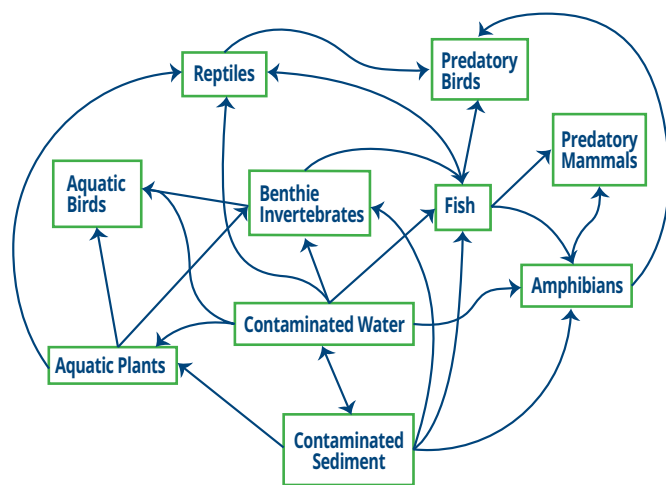 Reptiles
Predatory
Birds
Predatory
Mammals
Aquatic
Birds
Benthie
Invertebrates
Fish
Amphibians
Contaminated Water
Aquatic Plants
Contaminated
Sediment